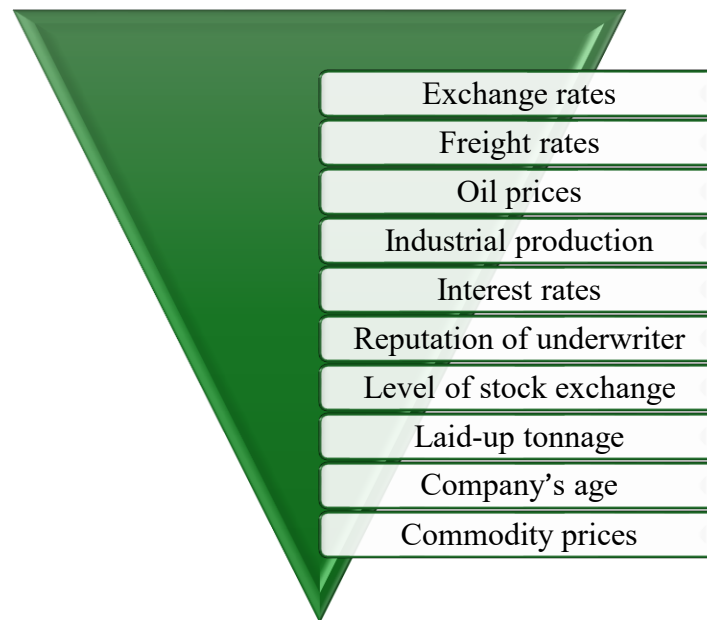 Exchange rates
Freight rates
Oil prices
Industrial production
Interest rates
Reputation of underwriter
Level of stock exchange
Laid-up tonnage
Company’s age
Commodity prices